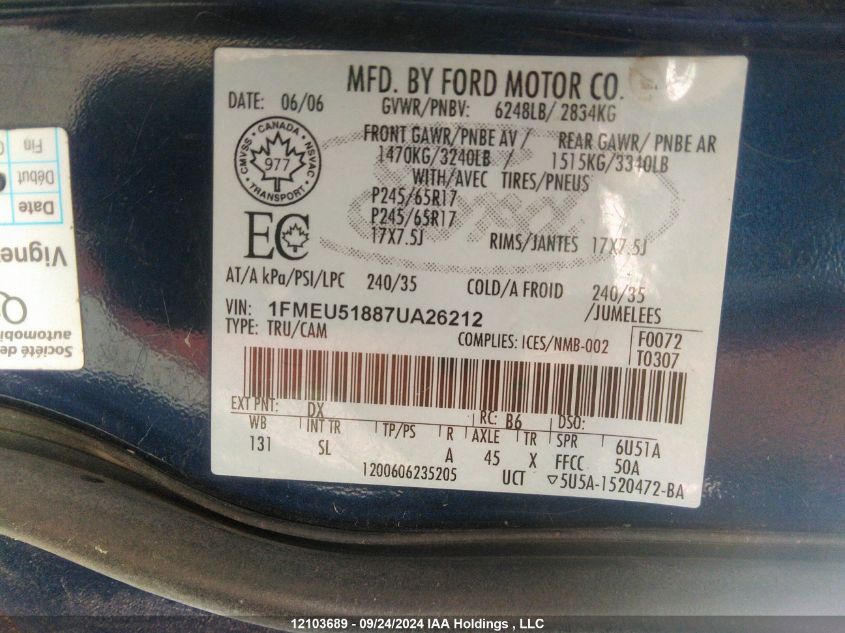 MFD. BY FORD MOTOR CO.
DATE: 06/06 GVWR/PNBV: 6248LB/ 2834KG
FRONT GAWR/PNBE AV / REAR GAWR/ PNBE AR
1470KG/3240LB / 1515KG/3340LB
WITH/AVEC TIRES/PNEUS
CANADA
CMVSS NSVAC
977
TRANSPORT
P245/65R17
P245/65R17
EC
17X7.5J RIMS/JANTES 17X7.5J
AT/A kPa/PSI/LPC 240/35 COLD/A FROID 240/35
VIN: 1FMEU51887UA26212 /JUMELEES
TYPE: TRU/CAM COMPLIES: ICES/NMB-002 F0072
T0307
EXT PNT: DX RC: B6 DSO:
WB INT TR TP/PS R AXLE TR SPR 6U51A
131 SL A 45 X FFCC 50A
1200606235205 UCT ▽5U5A-1520472-BA
Fin
Début
Date
Vigne
Société de
automobi
12103689 - 09/24/2024 IAA Holdings , LLC